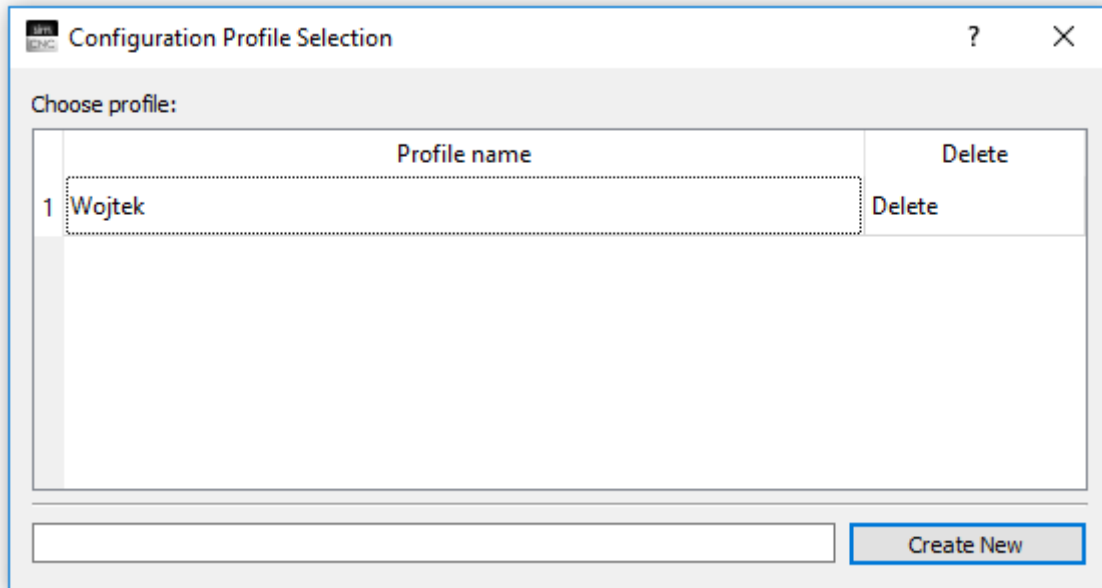 sim
CNC
Configuration Profile Selection ?
Choose profile:
Profile name Delete
1 Wojtek Delete
Create New